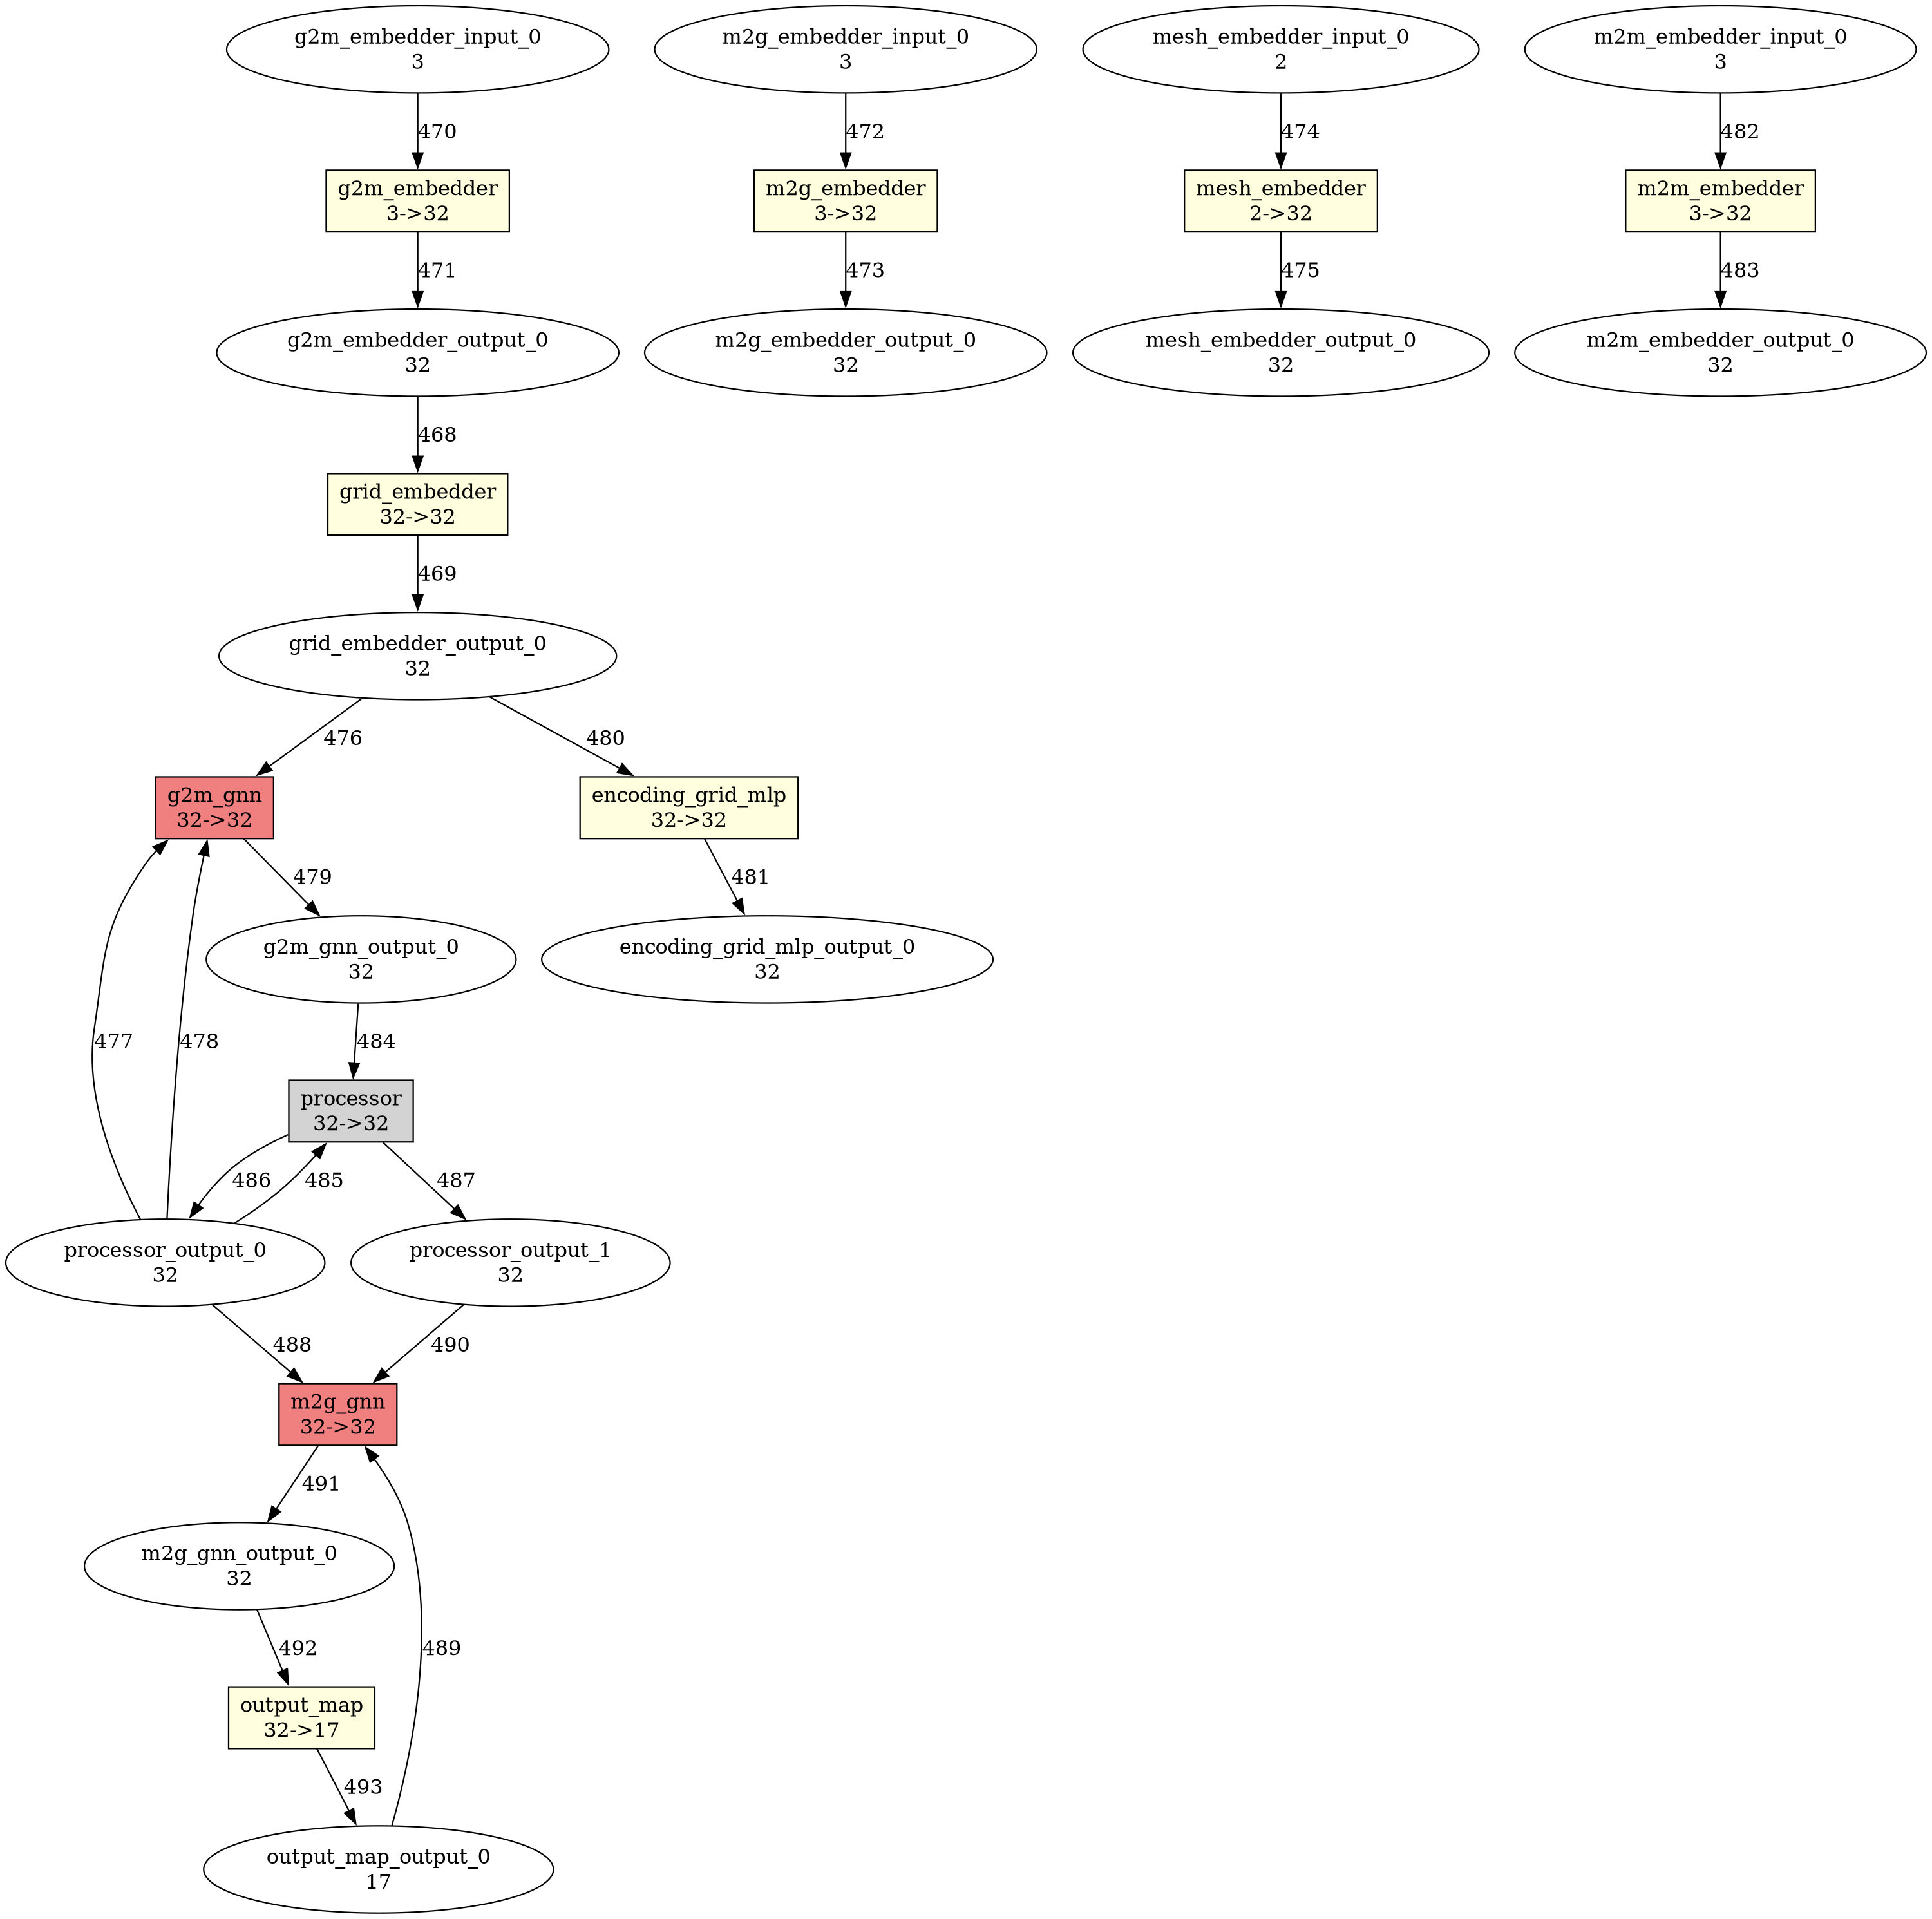 g2m_embedder_input_0
3
m2g_embedder_input_0
3
mesh_embedder_input_0
2
m2m_embedder_input_0
3
470
472
474
482
g2m_embedder
3->32
m2g_embedder
3->32
mesh_embedder
2->32
m2m_embedder
3->32
471
473
475
483
g2m_embedder_output_0
32
m2g_embedder_output_0
32
mesh_embedder_output_0
32
m2m_embedder_output_0
32
468
grid_embedder
32->32
469
grid_embedder_output_0
32
476
480
g2m_gnn
32->32
encoding_grid_mlp
32->32
479
481
g2m_gnn_output_0
32
encoding_grid_mlp_output_0
32
477
478
484
processor
32->32
486
485
487
processor_output_0
32
processor_output_1
32
488
490
m2g_gnn
32->32
491
m2g_gnn_output_0
32
492
489
output_map
32->17
493
output_map_output_0
17